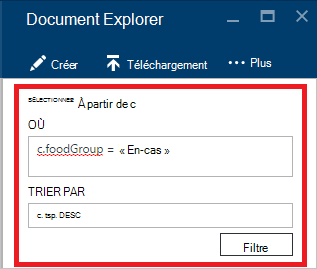 Document Explorer
Créer Téléchargement Plus
SÉLECTIONNEZ À partir de c
OÙ
c.foodGroup = « En-cas »
TRIER PAR
c. tsp. DESC
Filtre